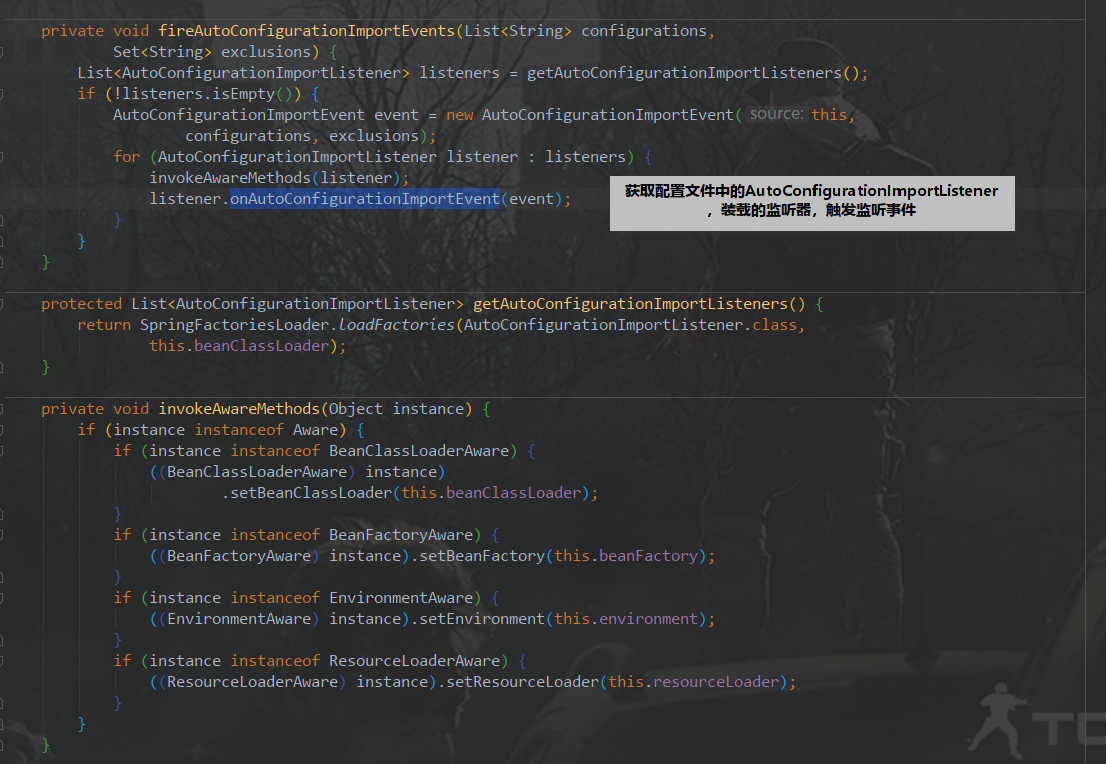 private void fireAutoConfigurationImportEvents(List<String> configurations,
Set<String> exclusions) {
List<AutoConfigurationImportListener> listeners = getAutoConfigurationImportListeners();
if (!listeners.isEmpty()) {
AutoConfigurationImportEvent event = new AutoConfigurationImportEvent( source: this,
configurations, exclusions);
for (AutoConfigurationImportListener listener : listeners) {
invokeAwareMethods(listener);
listener.onAutoConfigurationImportEvent(event);
获取配置文件中的AutoConfigurationImportListener
，装载的监听器，触发监听事件
}
}
}
protected List<AutoConfigurationImportListener> getAutoConfigurationImportListeners() {
return SpringFactoriesLoader.loadFactories(AutoConfigurationImportListener.class,
this.beanClassLoader);
}
private void invokeAwareMethods(Object instance) {
if (instance instanceof Aware) {
if (instance instanceof BeanClassLoaderAware) {
((BeanClassLoaderAware) instance)
.setBeanClassLoader(this.beanClassLoader);
}
if (instance instanceof BeanFactoryAware) {
((BeanFactoryAware) instance).setBeanFactory(this.beanFactory);
}
if (instance instanceof EnvironmentAware) {
((EnvironmentAware) instance).setEnvironment(this.environment);
}
if (instance instanceof ResourceLoaderAware) {
((ResourceLoaderAware) instance).setResourceLoader(this.resourceLoader);
}
}
}